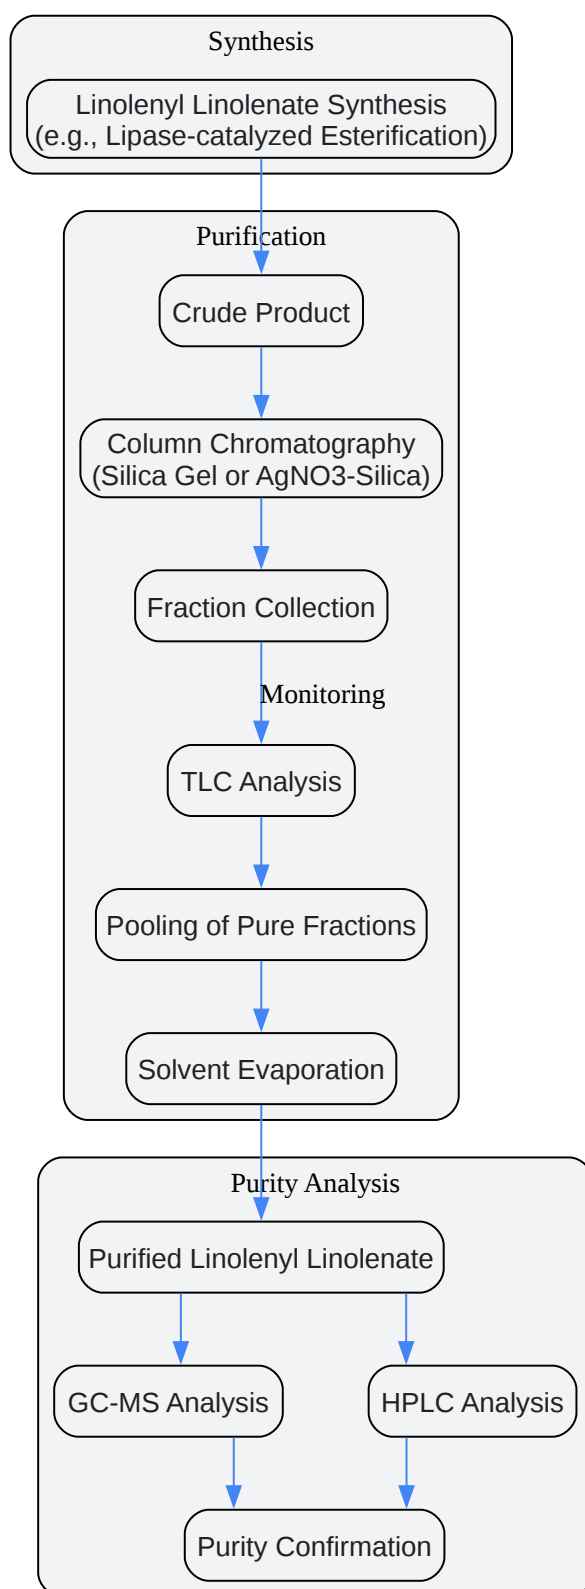 Synthesis
Linolenyl Linolenate Synthesis
(e.g., Lipase-catalyzed Esterification)
Purification
Crude Product
Column Chromatography
(Silica Gel or AgNO3-Silica)
Fraction Collection
Monitoring
TLC Analysis
Pooling of Pure Fractions
Solvent Evaporation
Purity Analysis
Purified Linolenyl Linolenate
GC-MS Analysis
HPLC Analysis
Purity Confirmation